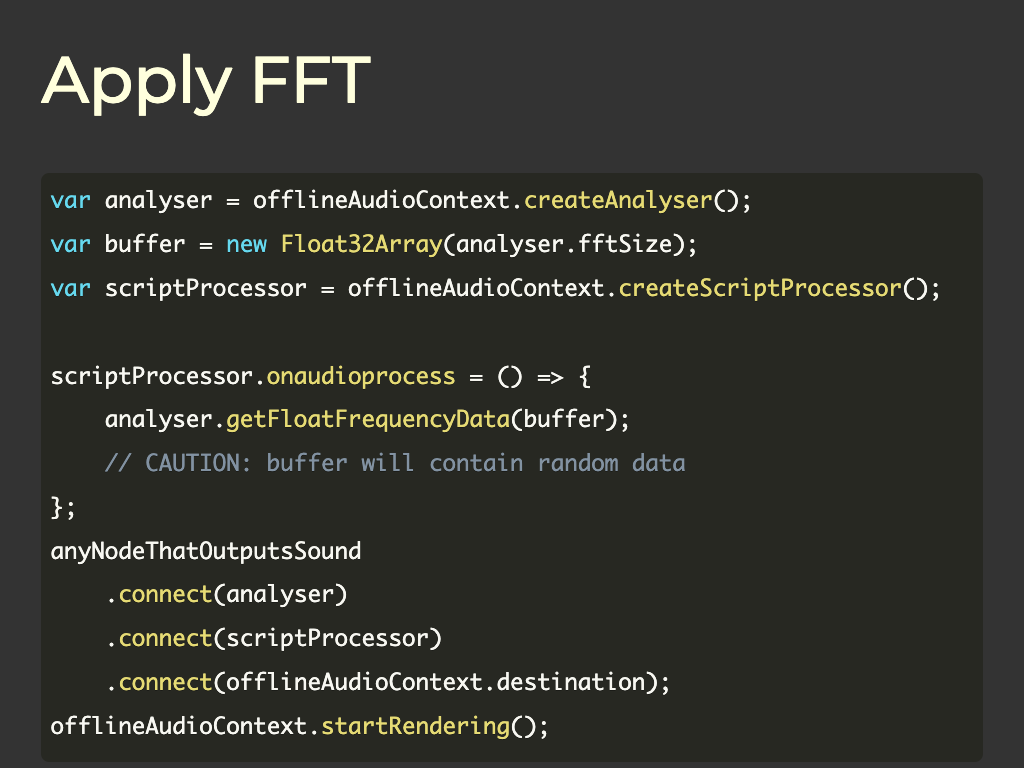 Apply FFT
var analyser = offlineAudioContext.createAnalyser();
var buffer = new Float32Array(analyser.fftSize);
var scriptProcessor = offlineAudioContext.createScriptProcessor();
scriptProcessor.onaudioprocess = () => {
    analyser.getFloatFrequencyData(buffer);
    // CAUTION: buffer will contain random data
};
anyNodeThatOutputsSound
    .connect(analyser)
    .connect(scriptProcessor)
    .connect(offlineAudioContext.destination);
offlineAudioContext.startRendering();